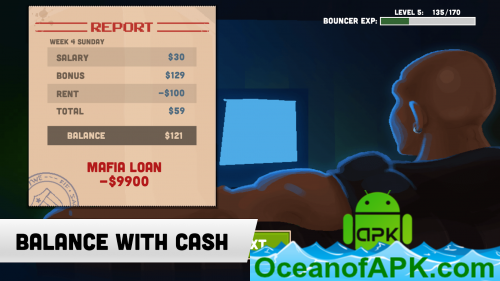 REPORT
WEEK 4 SUNDAY
SALARY $30
BONUS $129
RENT -$100
TOTAL $59
BALANCE $121
MAFIA LOAN
-$9900
LEVEL 5: 135/170
BOUNCER EXP:
BALANCE WITH CASH
apk
OceanofAPK.com